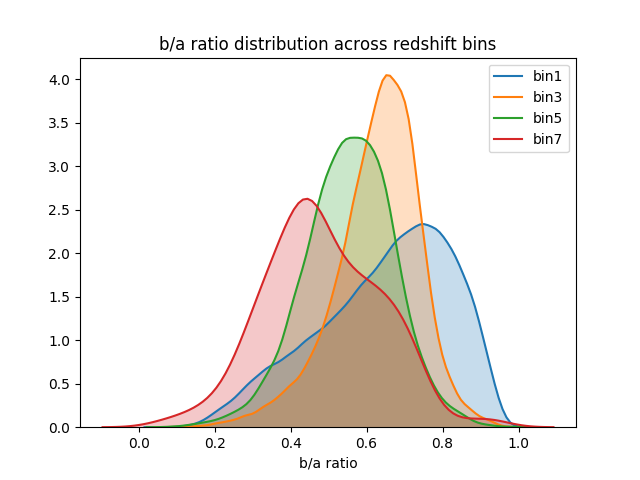 b/a ratio distribution across redshift bins
4.0
3.5
3.0
2.5
2.0
1.5
1.0
0.5
0.0
bin1
bin3
bin5
bin7
0.0 0.2 0.4 0.6 0.8 1.0
b/a ratio